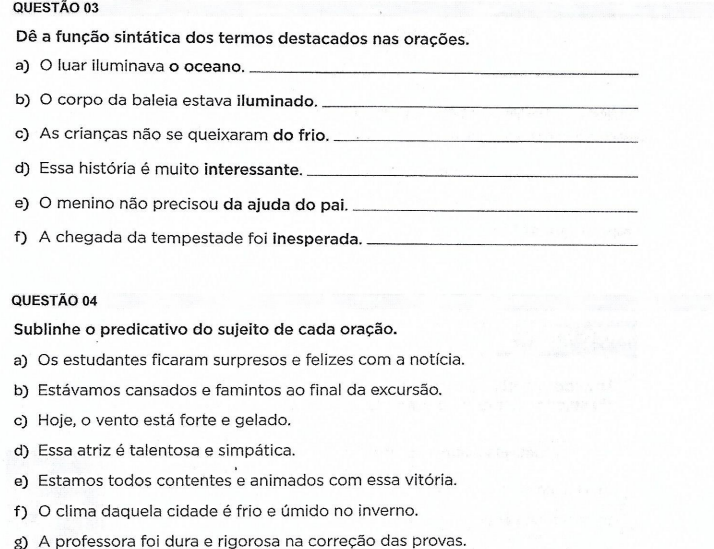 QUESTÃO 03
Dê a função sintática dos termos destacados nas orações.
a) O luar iluminava o oceano.
b) O corpo da baleia estava iluminado.
c) As crianças não se queixaram do frio.
d) Essa história é muito interessante.
e) O menino não precisou da ajuda do pai.
f) A chegada da tempestade foi inesperada.
QUESTÃO 04
Sublinhe o predicativo do sujeito de cada oração.
a) Os estudantes ficaram surpresos e felizes com a notícia.
b) Estávamos cansados e famintos ao final da excursão.
c) Hoje, o vento está forte e gelado.
d) Essa atriz é talentosa e simpática.
e) Estamos todos contentes e animados com essa vitória.
f) O clima daquela cidade é frio e úmido no inverno.
g) A professora foi dura e rigorosa na correção das provas.